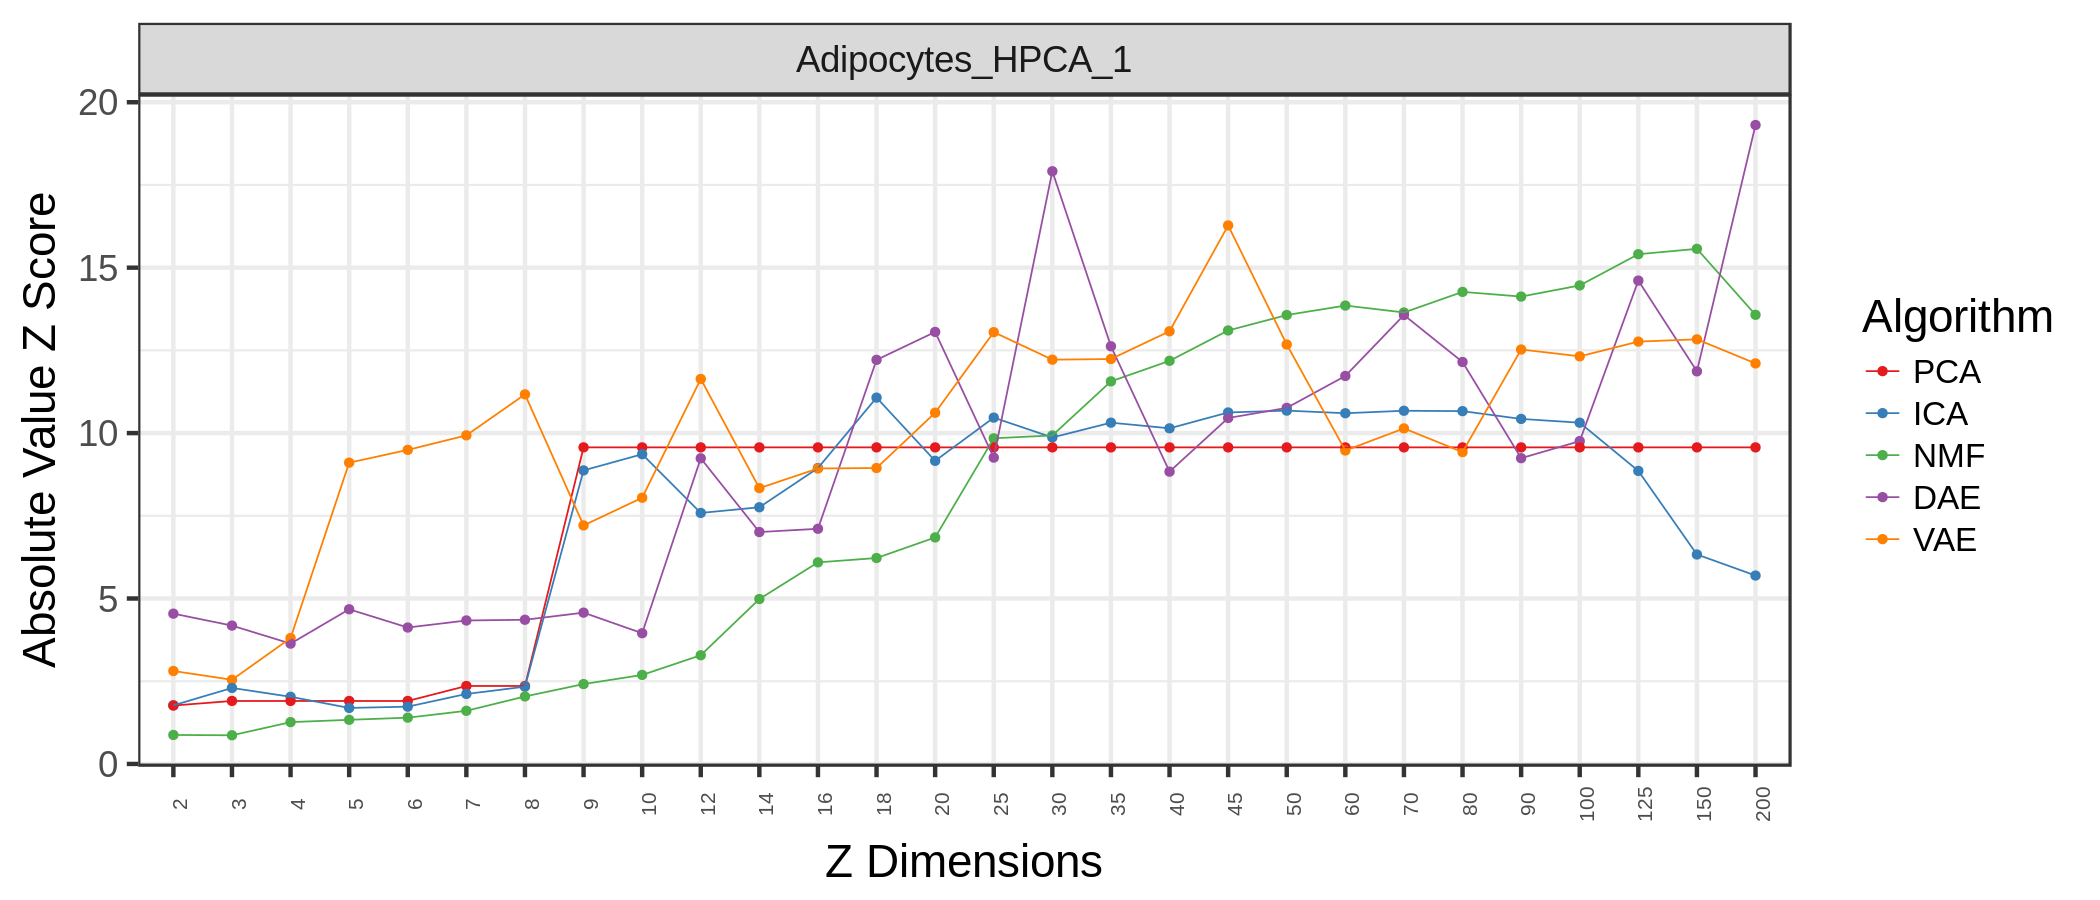 Adipocytes_HPCA_1
Absolute Value Z Score
20
15
10
5
0
2 3 4 5 6 7 8 9 10 12 14 16 18 20 25 30 35 40 45 50 60 70 80 90 100 125 150 200
Z Dimensions
Algorithm
PCA
ICA
NMF
DAE
VAE